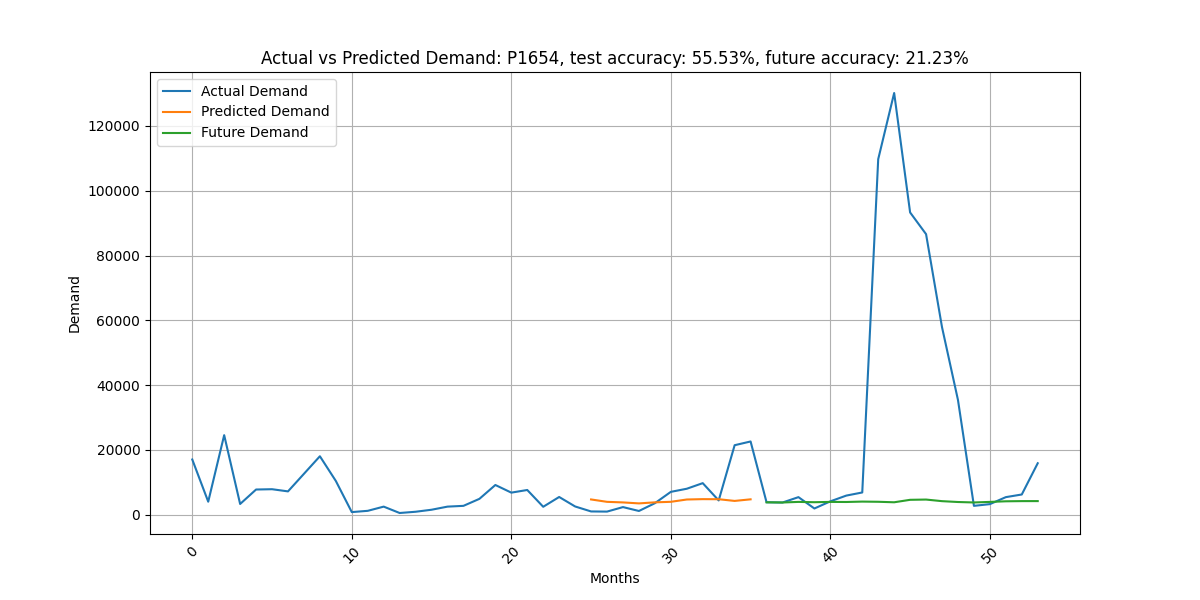 Actual vs Predicted Demand: P1654, test accuracy: 55.53%, future accuracy: 21.23%
Actual Demand
Predicted Demand
Future Demand
120000
100000
80000
60000
40000
20000
0
Demand
0 10 20 30 40 50
Months